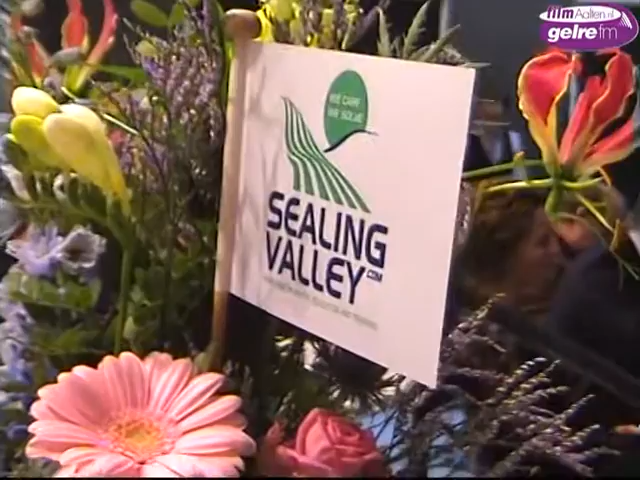 filmAalten.nl
gelre fm
WE CARE
WE SOLVE
SEALING
VALLEY.COM